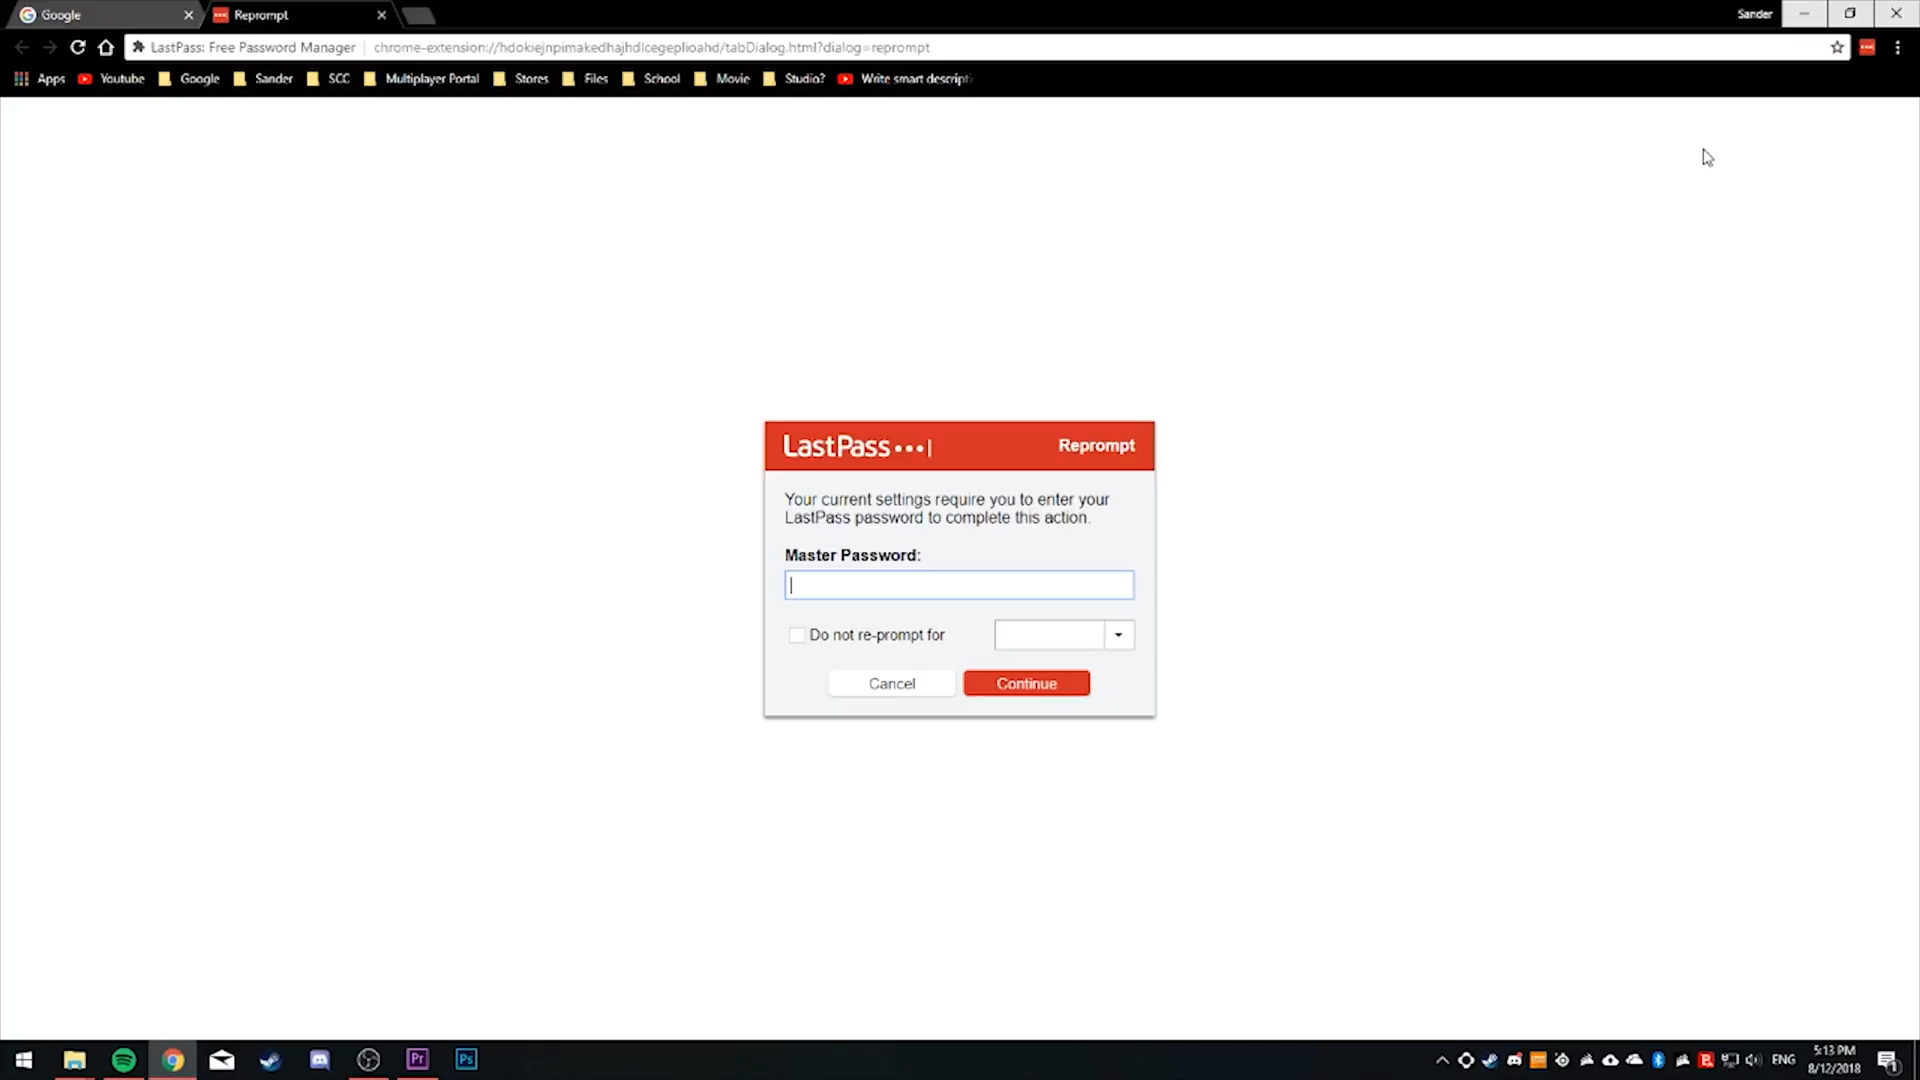 Google
Reprompt
Sander
LastPass: Free Password Manager
chrome-extension://hdokiejnpimakedhajhdlcegeplioahd/tabDialog.html?dialog=reprompt
Apps
Youtube
Google
Sander
SCC
Multiplayer Portal
Stores
Files
School
Movie
Studio?
Write smart descripti
LastPass •••|
Reprompt
Your current settings require you to enter your
LastPass password to complete this action.
Master Password:
Do not re-prompt for
Cancel
Continue
Pr
Ps
ENG
5:13 PM
8/12/2018
1